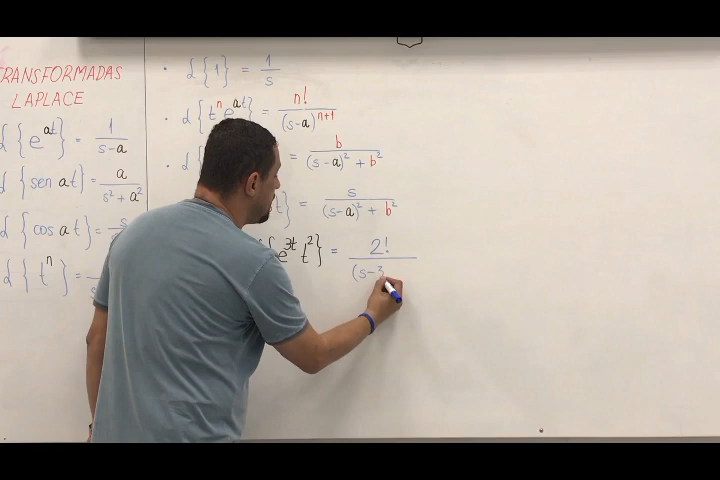 TRANSFORMADAS
LAPLACE
ℒ{e^{at}} = 1/(s-a)
ℒ{sen at} = a/(s²+a²)
ℒ{cos at} = s
ℒ{t^n} =
• ℒ{1} = 1/s
• ℒ{t^n e^{at}} = n!/(s-a)^{n+1}
• ℒ{ = b/((s-a)²+b²)
t} = s/((s-a)²+b²)
{e^{3t} t²} = 2!/(s-3